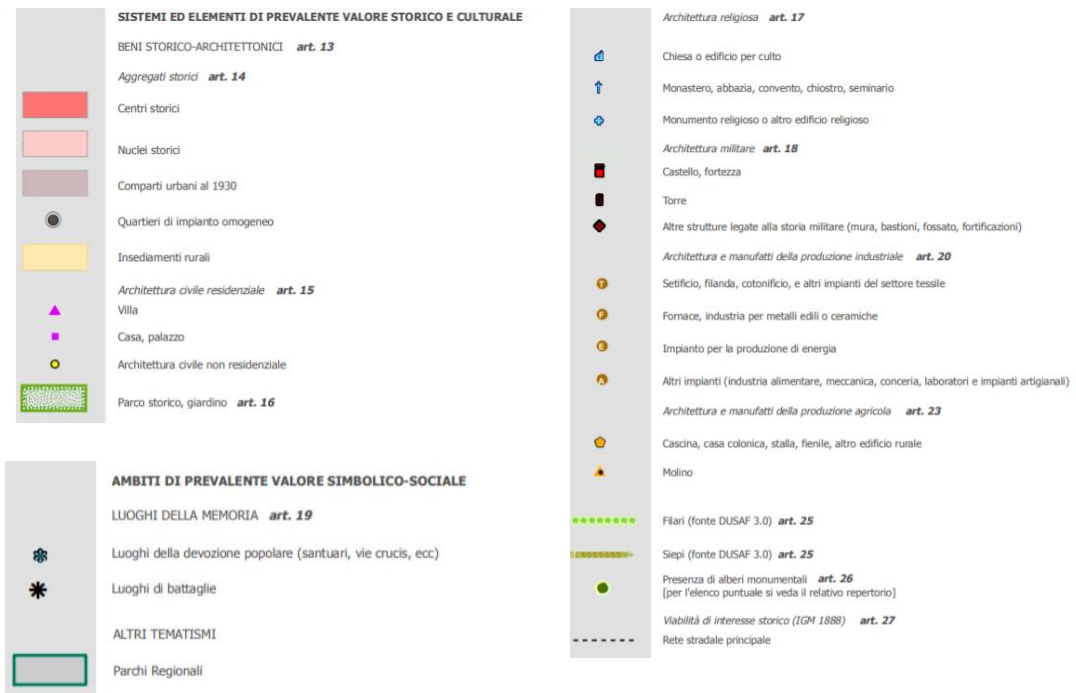 SISTEMI ED ELEMENTI DI PREVALENTE VALORE STORICO E CULTURALE
BENI STORICO-ARCHITETTONICI art. 13
Aggregati storici art. 14
Centri storici
Nuclei storici
Comparti urbani al 1930
Quartieri di impianto omogeneo
Insediamenti rurali
Architettura civile residenziale art. 15
Villa
Casa, palazzo
Architettura civile non residenziale
Parco storico, giardino art. 16
AMBITI DI PREVALENTE VALORE SIMBOLICO-SOCIALE
LUOGHI DELLA MEMORIA art. 19
Luoghi della devozione popolare (santuari, vie crucis, ecc)
Luoghi di battaglie
ALTRI TEMATISMI
Parchi Regionali
Architettura religiosa art. 17
Chiesa o edificio per culto
Monastero, abbazia, convento, chiostro, seminario
Monumento religioso o altro edificio religioso
Architettura militare art. 18
Castello, fortezza
Torre
Altre strutture legate alla storia militare (mura, bastioni, fossato, fortificazioni)
Architettura e manufatti della produzione industriale art. 20
T Setificio, filanda, cotonificio, e altri impianti del settore tessile
F Fornace, industria per metalli edili o ceramiche
E Impianto per la produzione di energia
A Altri impianti (industria alimentare, meccanica, conceria, laboratori e impianti artigianali)
Architettura e manufatti della produzione agricola art. 23
Cascina, casa colonica, stalla, fienile, altro edificio rurale
Molino
Filari (fonte DUSAF 3.0) art. 25
Siepi (fonte DUSAF 3.0) art. 25
Presenza di alberi monumentali art. 26
[per l'elenco puntuale si veda il relativo repertorio]
Viabilità di interesse storico (IGM 1888) art. 27
Rete stradale principale